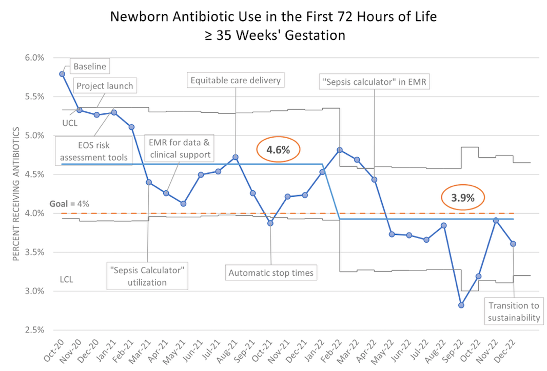 Newborn Antibiotic Use in the First 72 Hours of Life
≥ 35 Weeks' Gestation
6.0%
5.5%
5.0%
4.5%
4.0%
3.5%
3.0%
2.5%
PERCENT RECEIVING ANTIBIOTICS
Baseline
Project launch
UCL
EOS risk
assessment tools
EMR for data &
clinical support
Equitable care delivery
"Sepsis calculator" in EMR
4.6%
3.9%
Goal = 4%
LCL
"Sepsis Calculator"
utilization
Automatic stop times
Transition to
sustainability
Oct-20
Nov-20
Dec-20
Jan-21
Feb-21
Mar-21
Apr-21
May-21
Jun-21
Jul-21
Aug-21
Sep-21
Oct-21
Nov-21
Dec-21
Jan-22
Feb-22
Mar-22
Apr-22
May-22
Jun-22
Jul-22
Aug-22
Sep-22
Oct-22
Nov-22
Dec-22